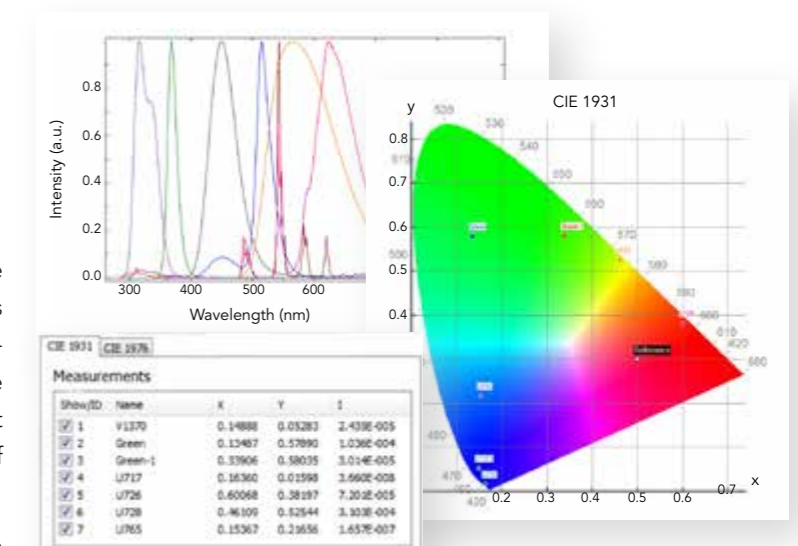 0.8
0.6
0.4
0.2
0.0
Intensity (a.u.)
300 400 500 600
Wavelength (nm)
CIE 1931
y
0.8
0.7
0.6
0.5
0.4
0.2 0.3 0.4 0.5 0.6 0.7
x
520
530
540
550
570
580
500
480
470
420
610
680
CIE 1931 CIE 1976
Measurements
Show/ID Name X Y I
1 V1370 0.14888 0.05283 2.439E-005
2 Green 0.13487 0.57890 1.036E-004
3 Green-1 0.33906 0.58035 3.014E-005
4 U717 0.16360 0.01598 3.660E-008
5 U726 0.60068 0.38197 7.202E-005
6 U728 0.46109 0.52544 3.103E-004
7 U765 0.15367 0.21656 1.657E-007